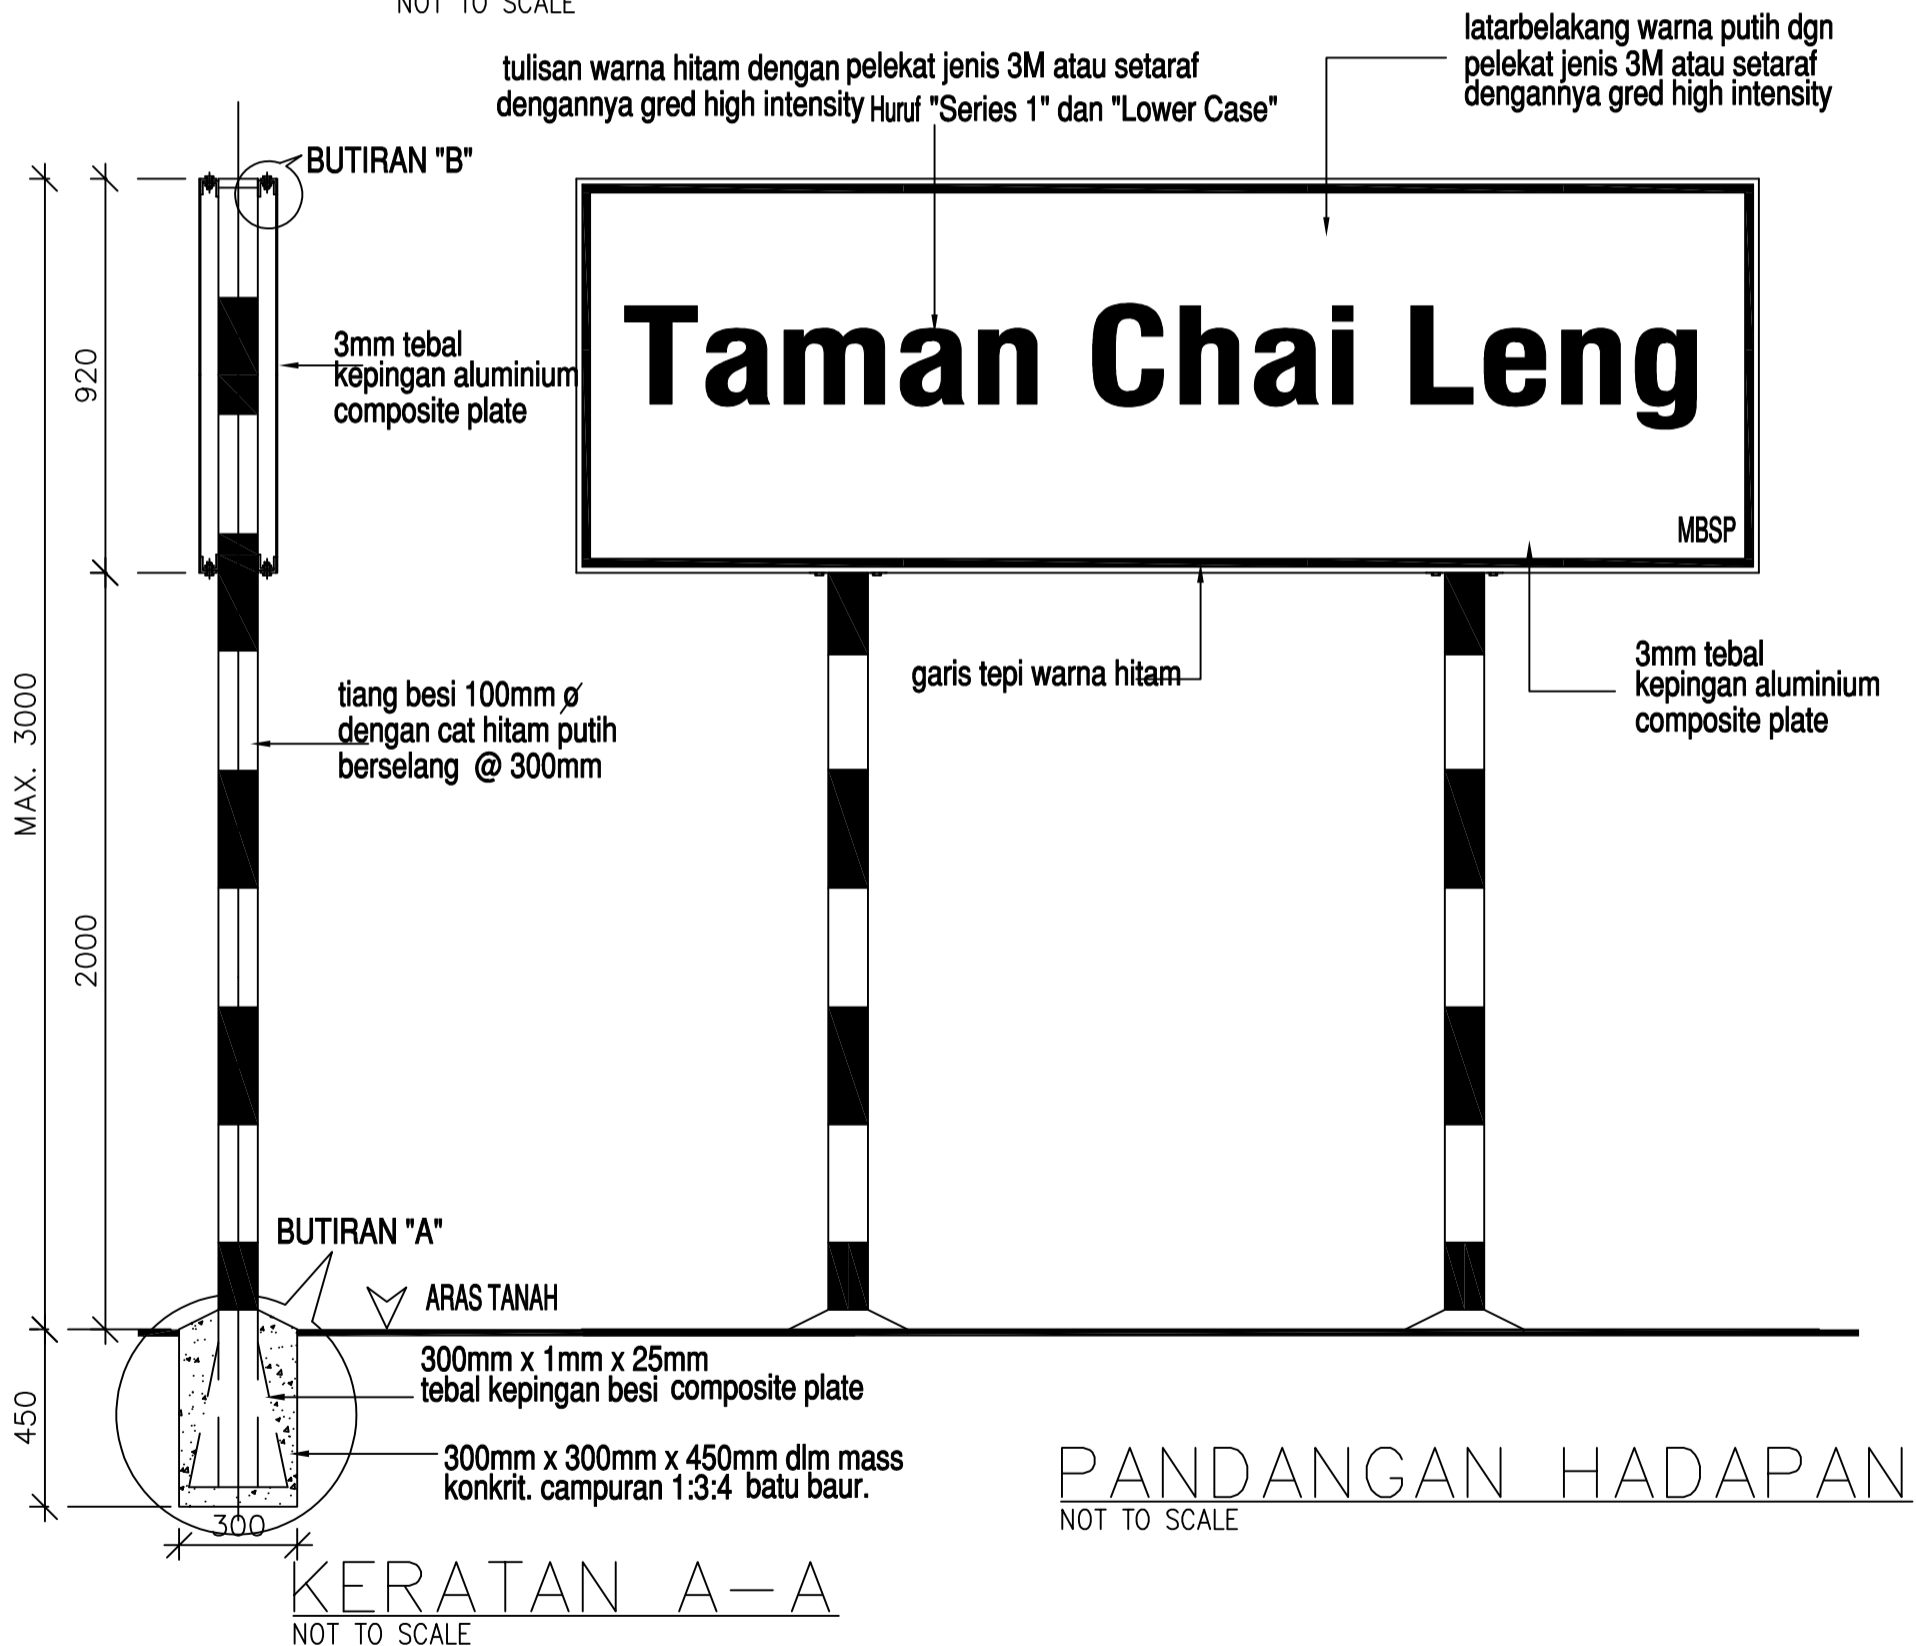 NOT TO SCALE
tulisan warna hitam dengan pelekat jenis 3M atau setaraf
dengannya gred high intensity Huruf "Series 1" dan "Lower Case"
latarbelakang warna putih dgn
pelekat jenis 3M atau setaraf
dengannya gred high intensity
BUTIRAN "B"
3mm tebal
kepingan aluminium
composite plate
920
MAX. 3000
2000
450
Taman Chai Leng
MBSP
garis tepi warna hitam
3mm tebal
kepingan aluminium
composite plate
tiang besi 100mm ø
dengan cat hitam putih
berselang @ 300mm
BUTIRAN "A"
ARAS TANAH
300mm x 1mm x 25mm
tebal kepingan besi composite plate
300mm x 300mm x 450mm dlm mass
konkrit. campuran 1:3:4 batu baur.
300
KERATAN A-A
NOT TO SCALE
PANDANGAN HADAPAN
NOT TO SCALE